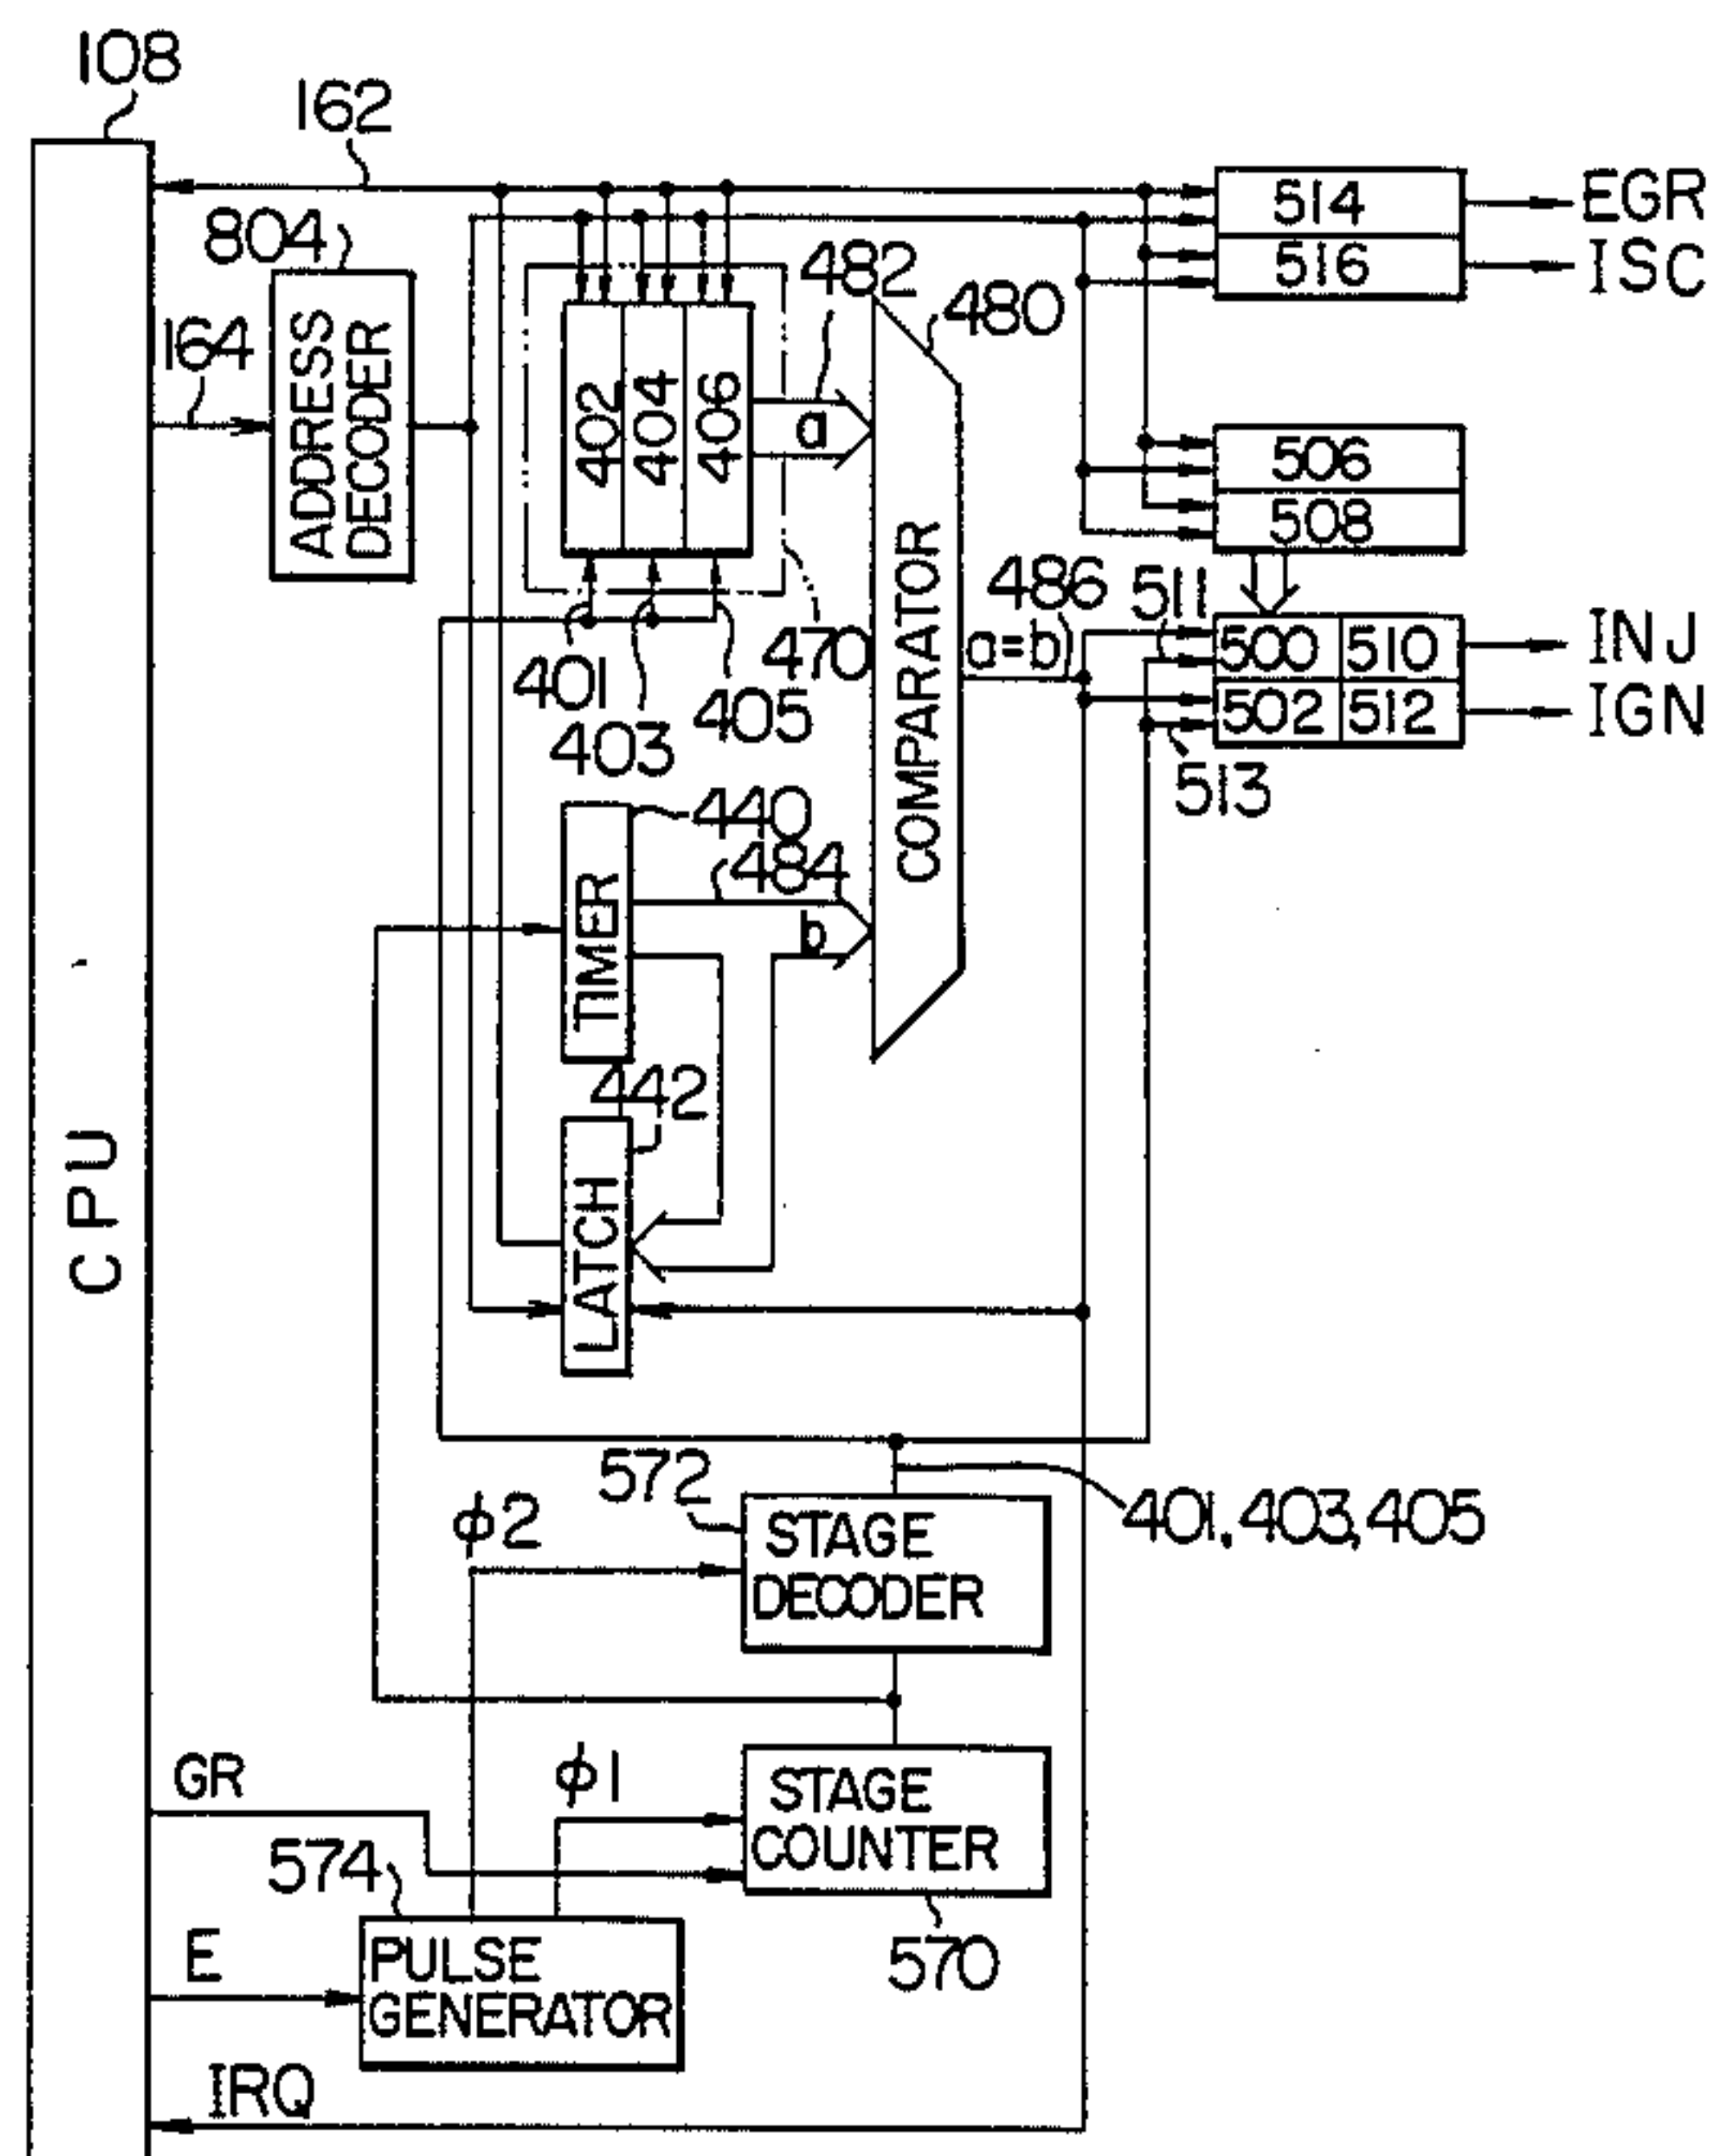 108
162
804
164
ADDRESS
DECODER
402
404
406
a
482
480
514
EGR
516
ISC
506
508
COMPARATOR
486
a=b
511
500
510
INJ
502
512
IGN
513
401
403
405
470
440
484
TIMER
b
442
LATCH
CPU
572
401,403,405
φ2
STAGE
DECODER
GR
φ1
STAGE
COUNTER
574
570
E
PULSE
GENERATOR
IRQ